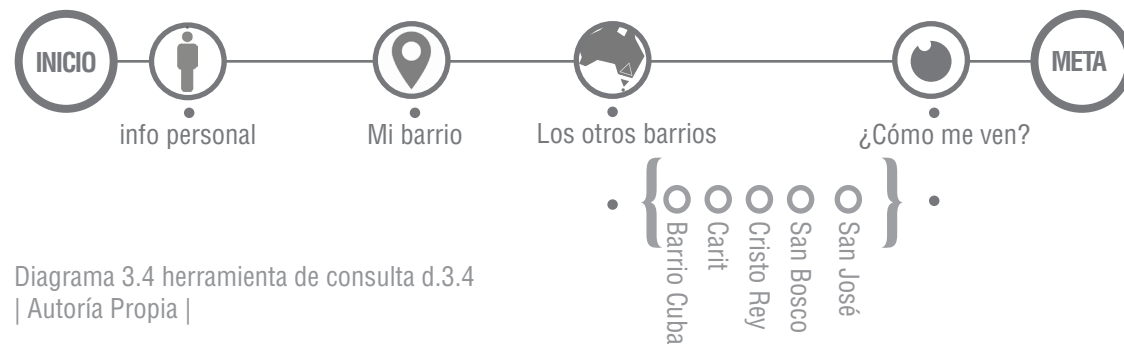 INICIO
META
info personal
Mi barrio
Los otros barrios
¿Cómo me ven?
Barrio Cuba
Carit
Cristo Rey
San Bosco
San José
Diagrama 3.4 herramienta de consulta d.3.4
| Autoría Propia |